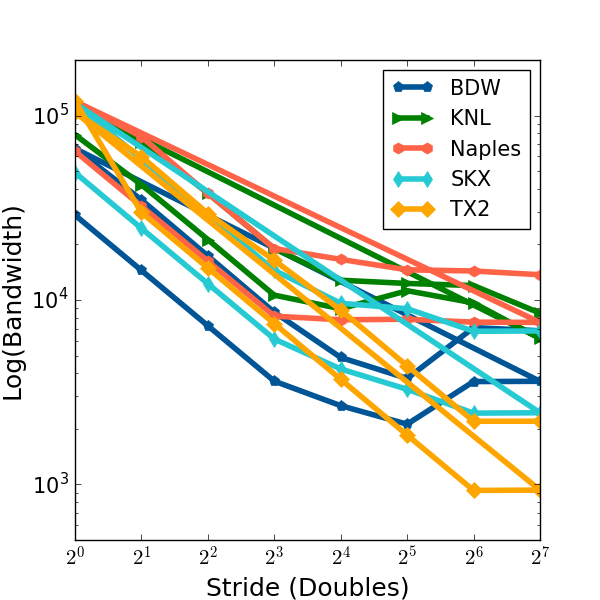 BDW
KNL
Naples
SKX
TX2
Log(Bandwidth)
10^5
10^4
10^3
2^0 2^1 2^2 2^3 2^4 2^5 2^6 2^7
Stride (Doubles)